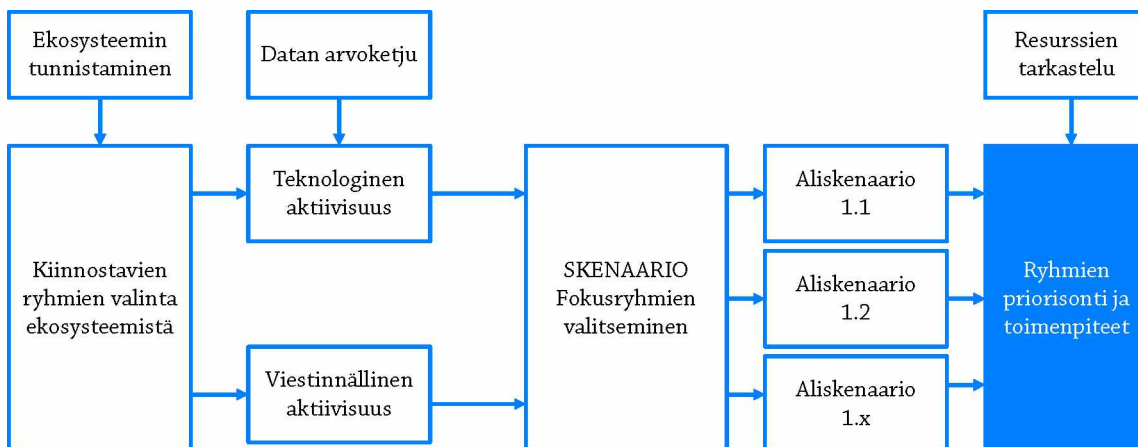 Ekosysteemin
tunnistaminen
Datan arvoketju
Resurssien
tarkastelu
Kiinnostavien
ryhmien valinta
ekosysteemistä
Teknologinen
aktiivisuus
Viestinnällinen
aktiivisuus
SKENAARIO
Fokusryhmien
valitseminen
Aliskenaario
1.1
Aliskenaario
1.2
Aliskenaario
1.x
Ryhmien
priorisonti ja
toimenpiteet